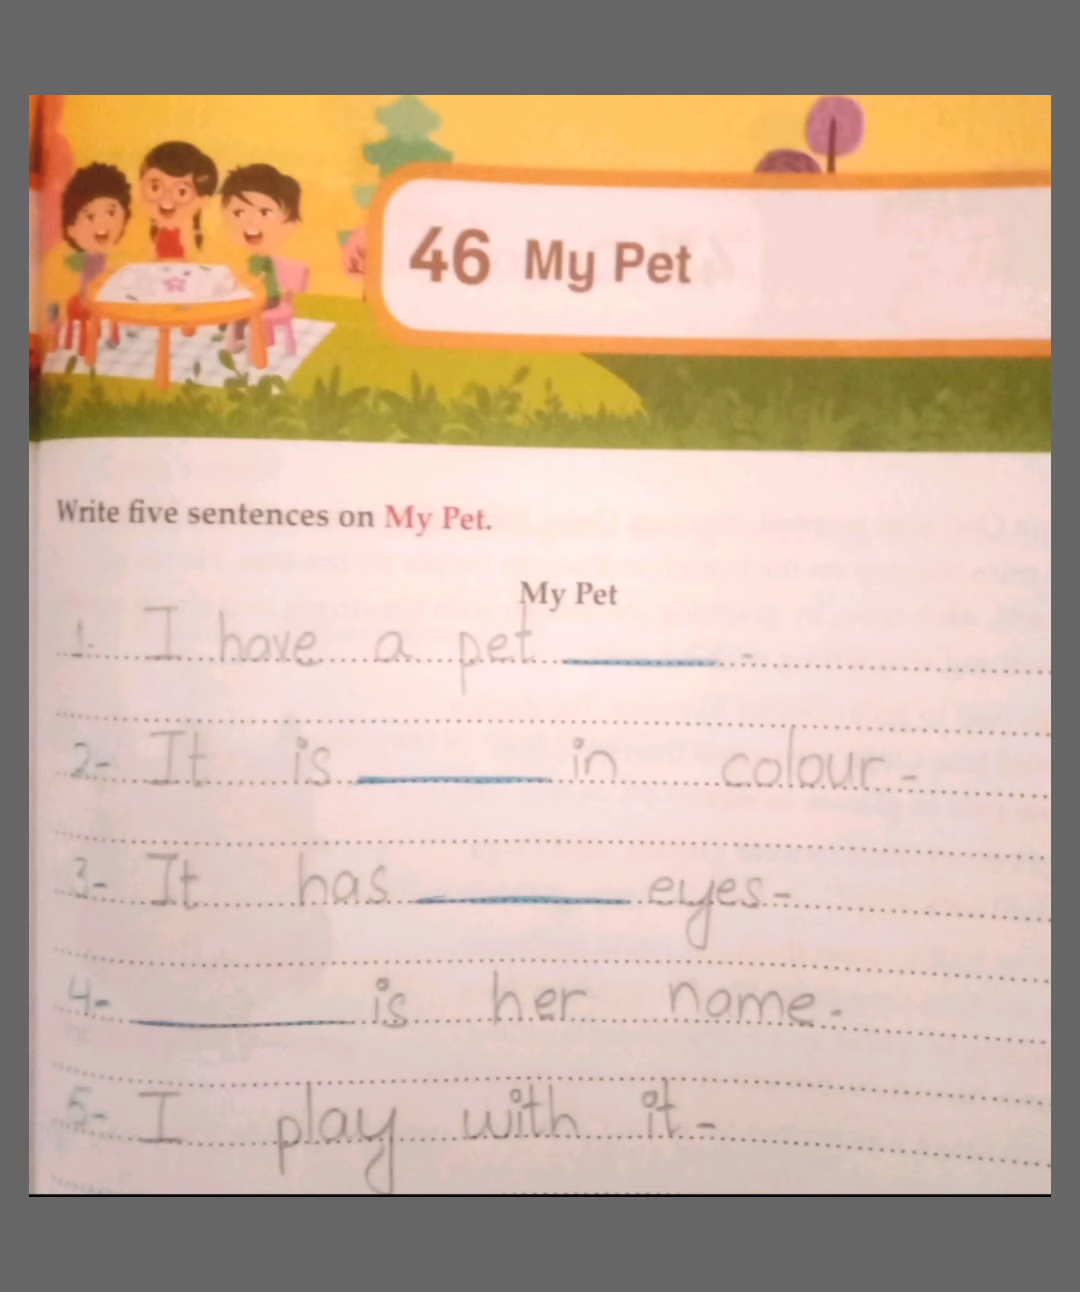 46 My Pet
Write five sentences on My Pet.
My Pet
1. I have a pet ______ -
2- It is ______ in colour -
3- It has ______ eyes -
4- ______ is her name -
5- I play with it -